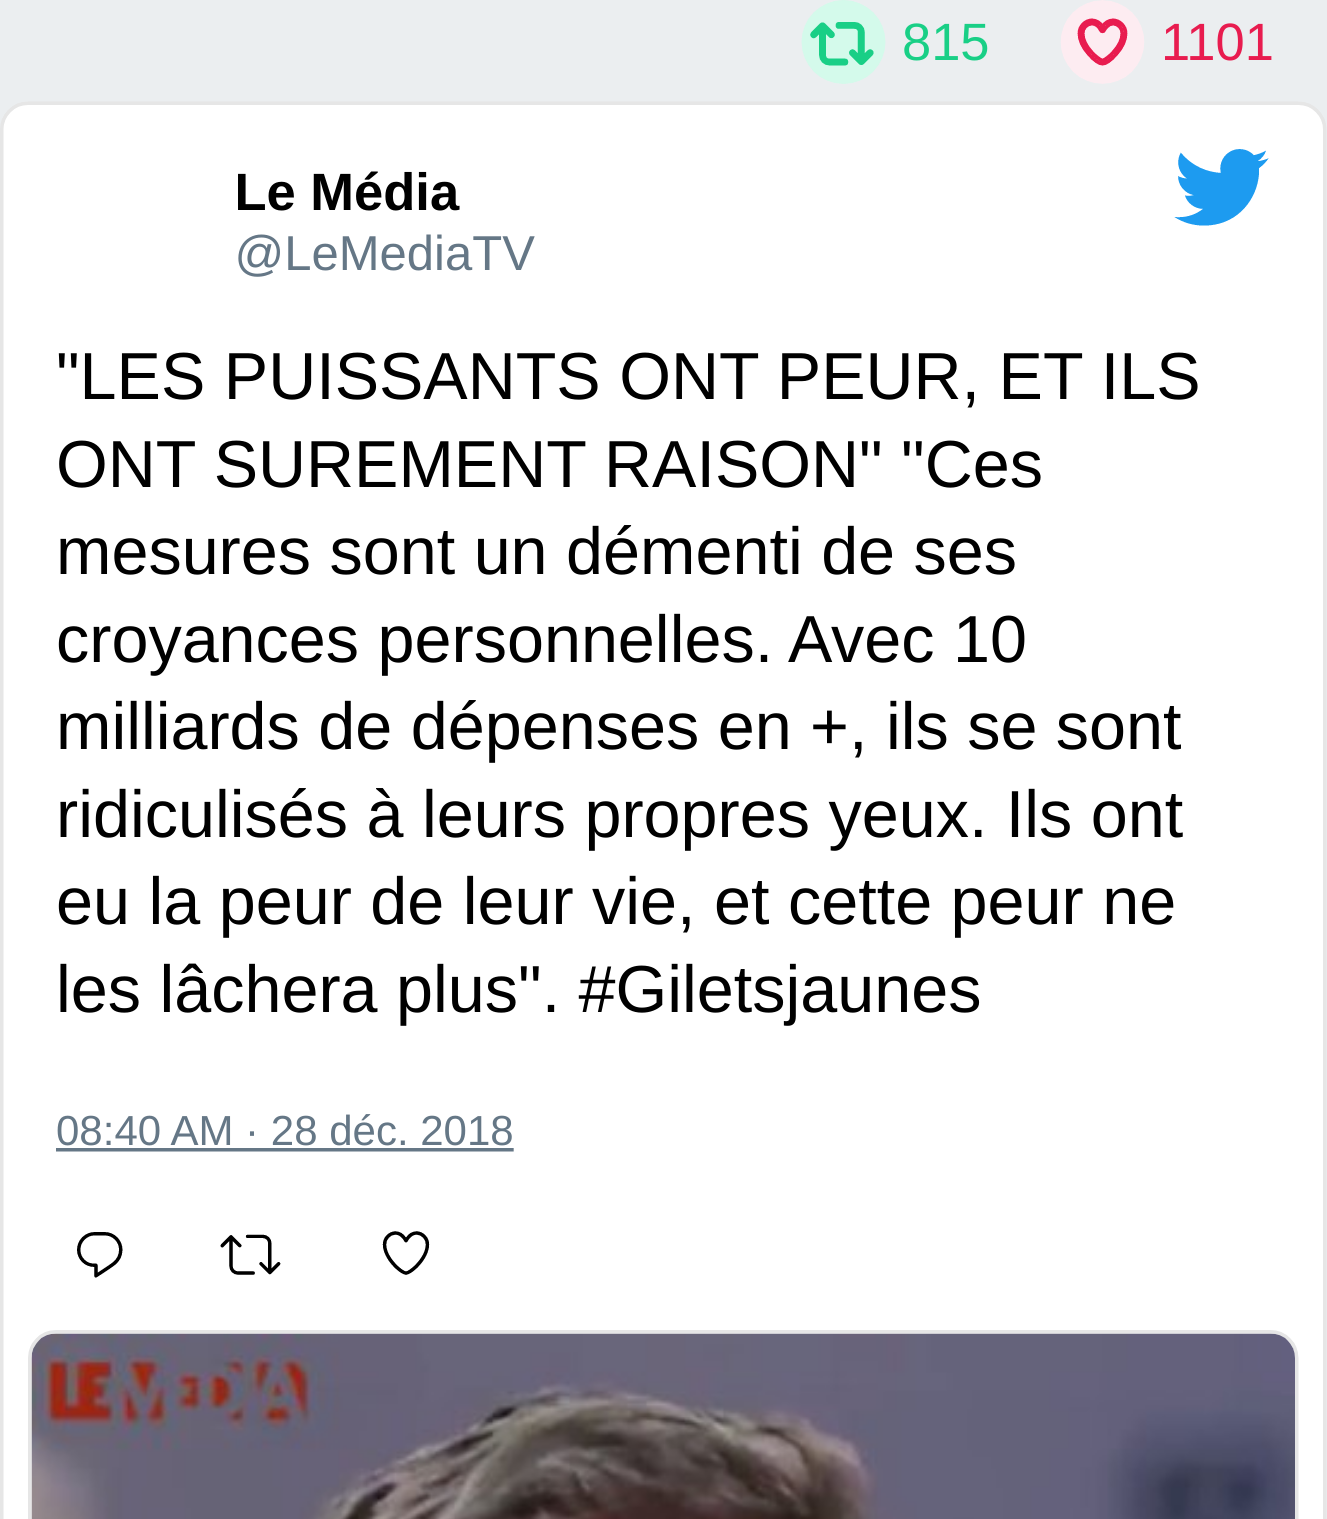 815 1101
Le Média
@LeMediaTV
"LES PUISSANTS ONT PEUR, ET ILS
ONT SUREMENT RAISON" "Ces
mesures sont un démenti de ses
croyances personnelles. Avec 10
milliards de dépenses en +, ils se sont
ridiculisés à leurs propres yeux. Ils ont
eu la peur de leur vie, et cette peur ne
les lâchera plus". #Giletsjaunes
08:40 AM · 28 déc. 2018
LE MEDIA